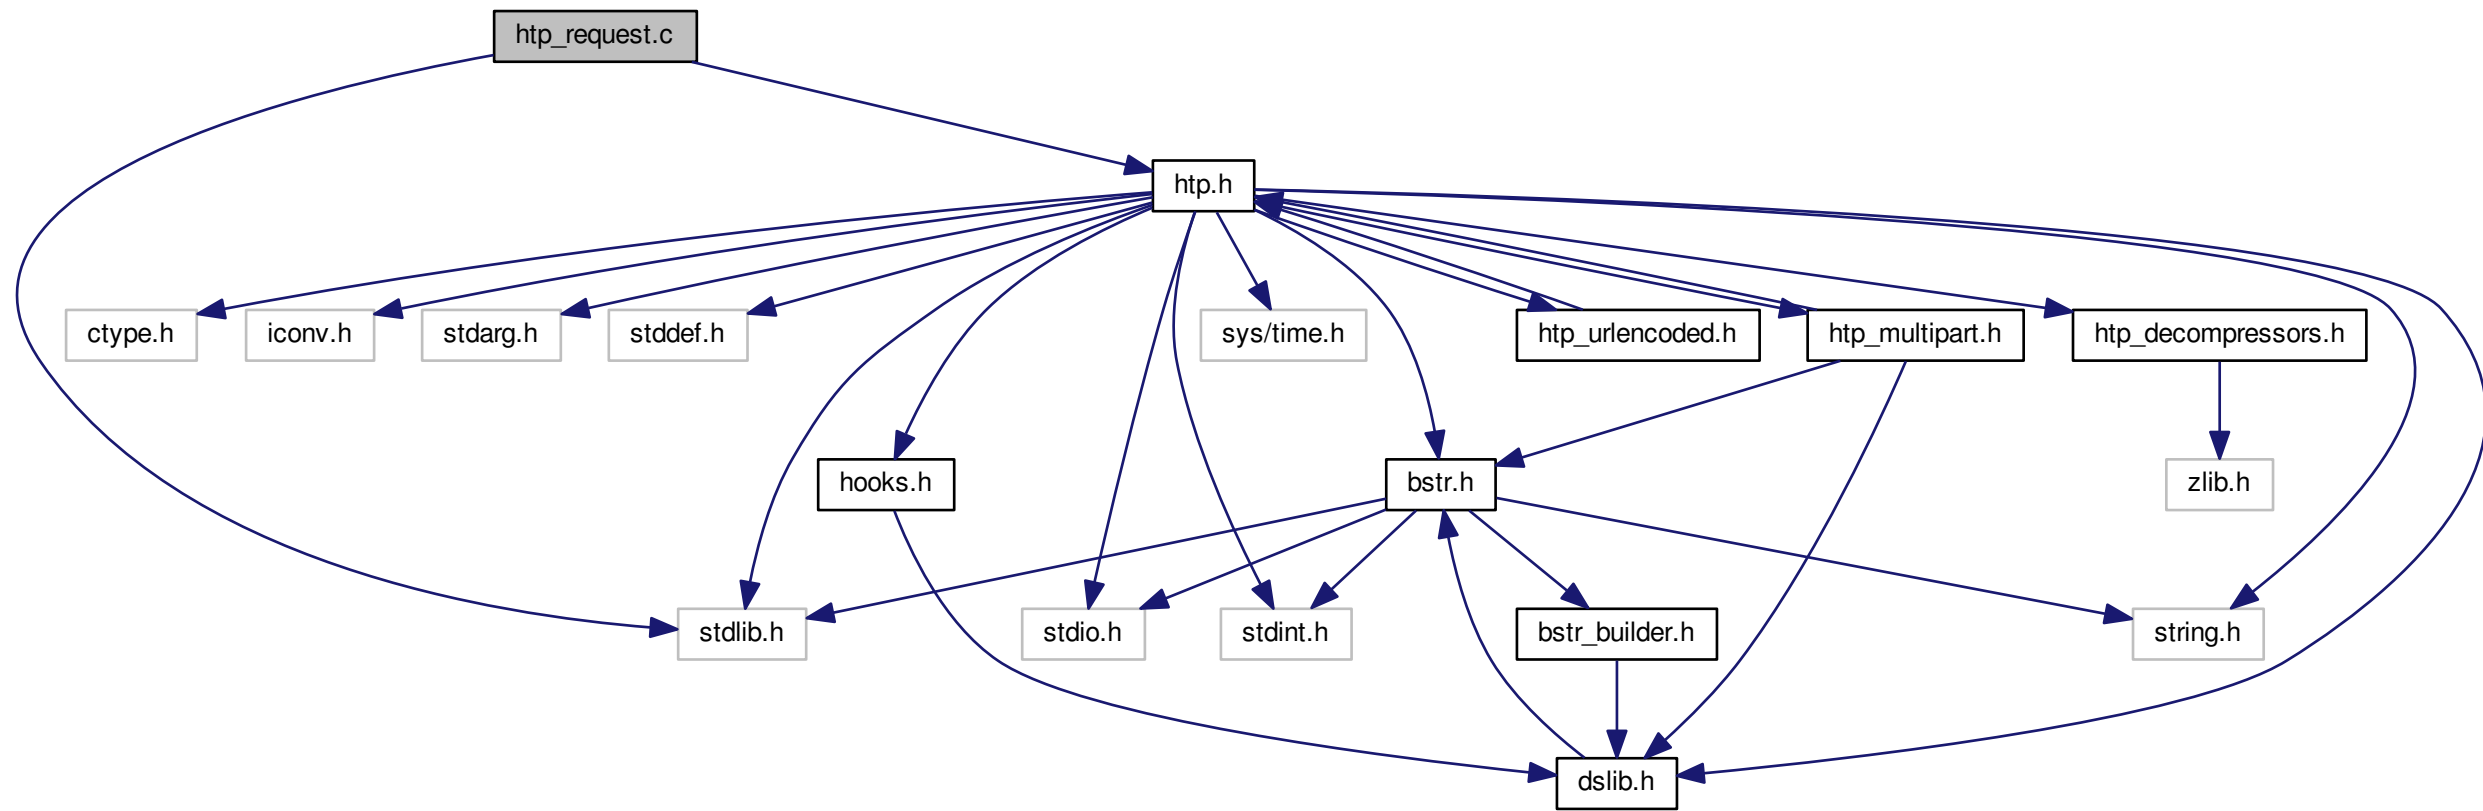 htp_request.c
htp.h
ctype.h
iconv.h
stdarg.h
stddef.h
sys/time.h
htp_urlencoded.h
htp_multipart.h
htp_decompressors.h
hooks.h
bstr.h
zlib.h
stdlib.h
stdio.h
stdint.h
bstr_builder.h
string.h
dslib.h